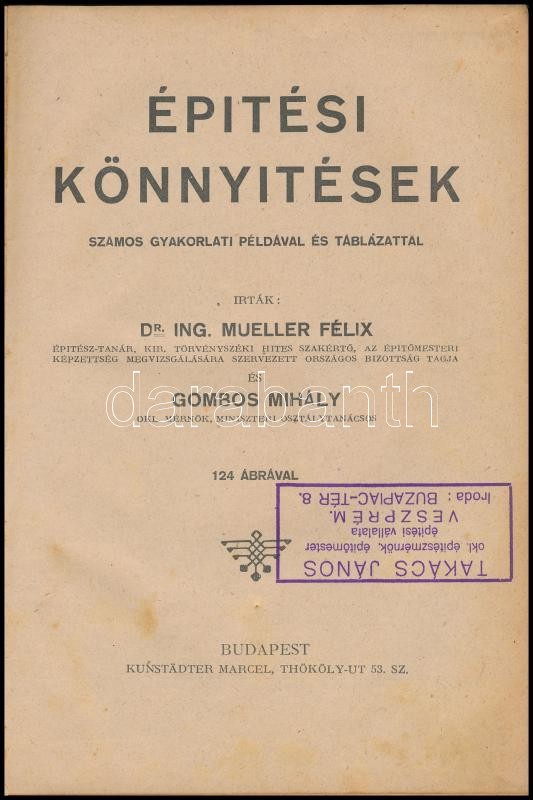 ÉPITÉSI
KÖNNYITÉSEK
SZAMOS GYAKORLATI PÉLDÁVAL ÉS TÁBLÁZATTAL
IRTÁK:
DR. ING. MUELLER FÉLIX
ÉPITÉSZ-TANÁR, KIR. TÖRVÉNYSZÉKI HITES SZAKÉRTŐ, AZ ÉPITŐMESTERI
KÉPZETTSÉG MEGVIZSGÁLÁSÁRA SZERVEZETT ORSZÁGOS BIZOTTSÁG TAGJA
ÉS
darabanth
GOMBOS MIHÁLY
OKL. MÉRNÖK, MINISZTERI OSZTÁLYTANÁCSOS
124 ÁBRÁVAL
TAKÁCS JÁNOS
okl. építészmérnök, építőmester
építési vállalata
VESZPRÉM.
Iroda: BUZAPIAC-TÉR 8.
BUDAPEST
KUNSTÄDTER MARCEL, THÖKÖLY-UT 53. SZ.